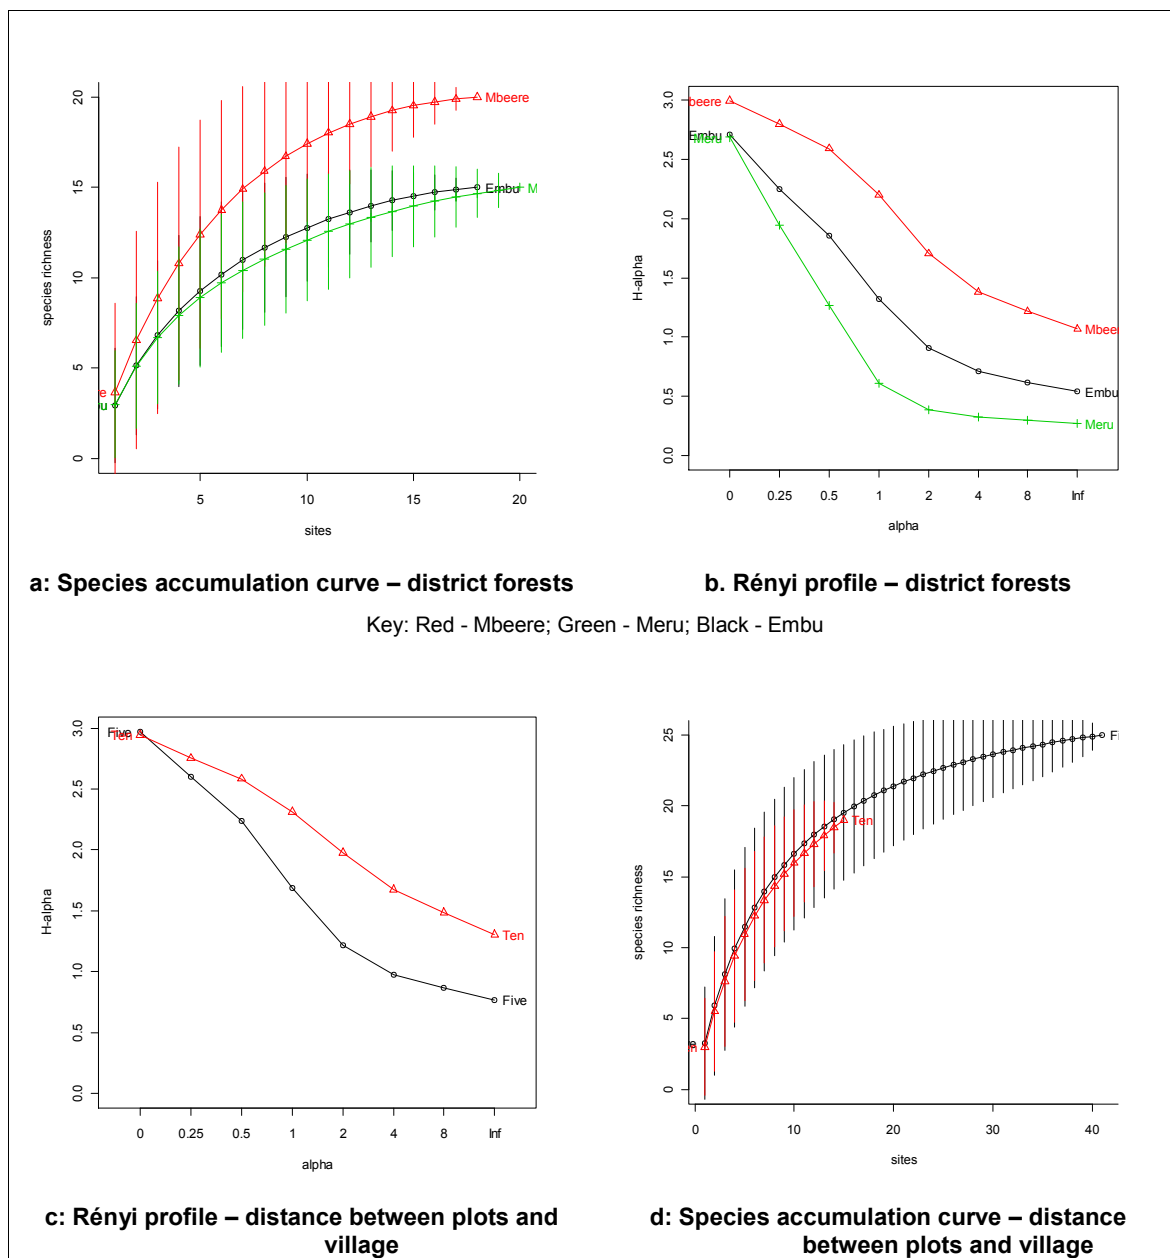 20
15
10
5
0
species richness
Mbeere
Embu
M
re
bu
5
10
15
20
sites
3.0
2.5
2.0
1.5
1.0
0.5
0.0
H-alpha
beere
Embu
Meru
Mbeer
Embu
Meru
0
0.25
0.5
1
2
4
8
Inf
alpha
a: Species accumulation curve – district forests
b. Rényi profile – district forests
Key: Red - Mbeere; Green - Meru; Black - Embu
3.0
2.5
2.0
1.5
1.0
0.5
0.0
H-alpha
Five
Ten
Ten
Five
0
0.25
0.5
1
2
4
8
Inf
alpha
25
20
15
10
5
0
species richness
Fi
Ten
n
0
10
20
30
40
sites
c: Rényi profile – distance between plots and
village
d: Species accumulation curve – distance
between plots and village